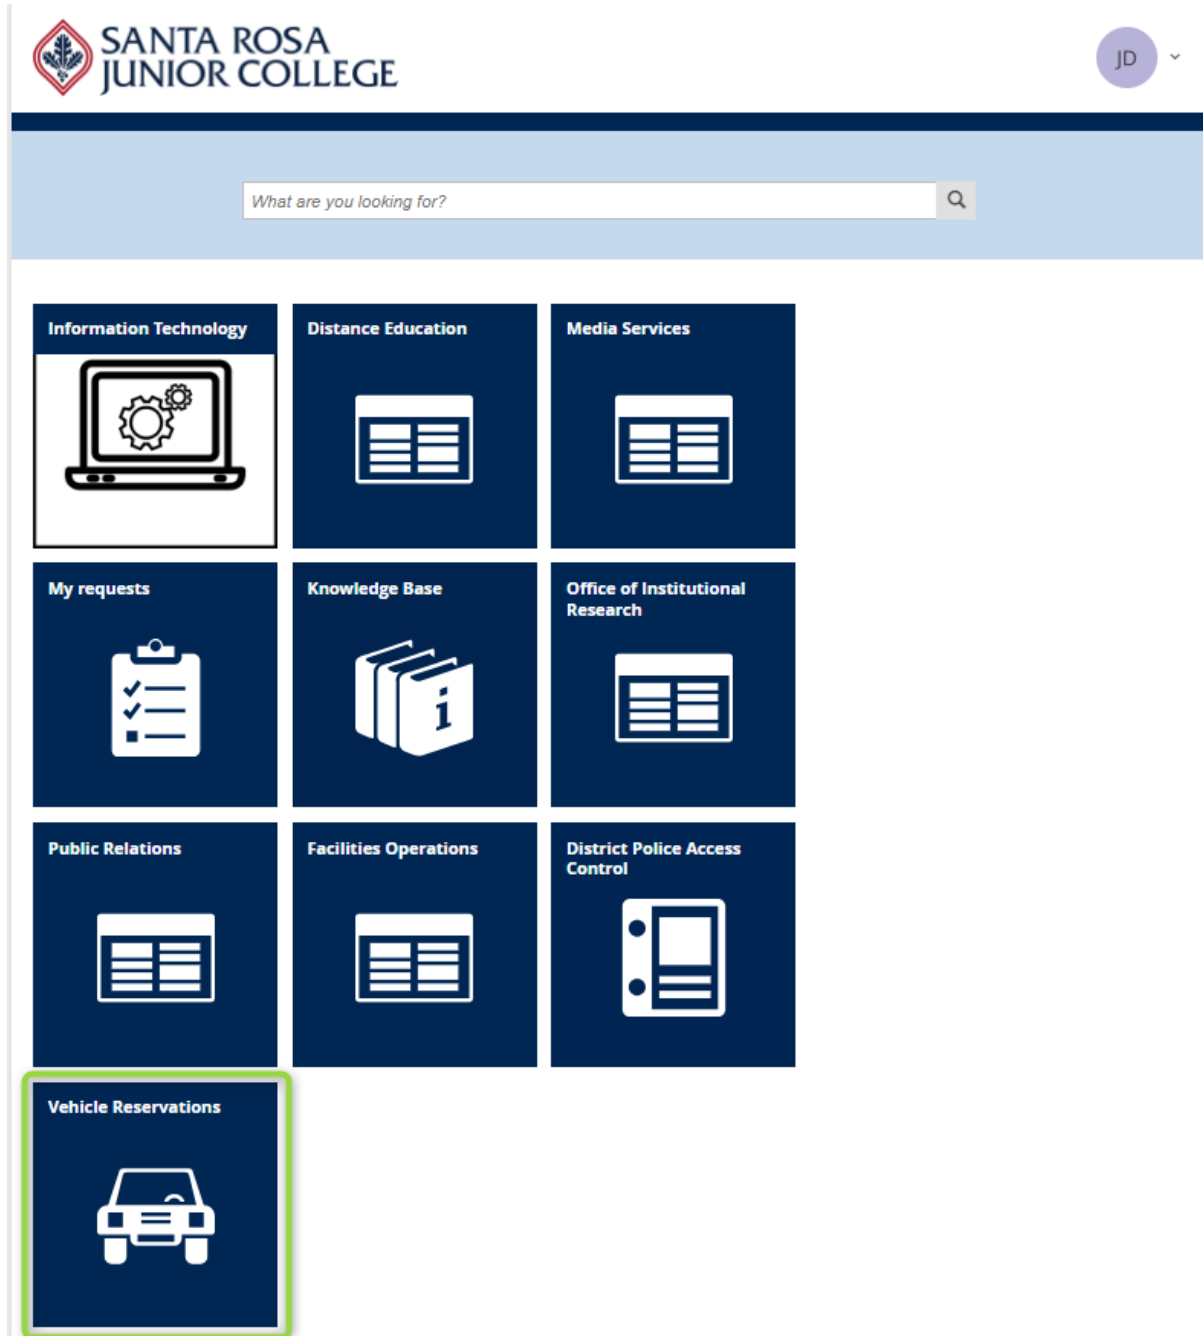 SANTA ROSA
JUNIOR COLLEGE
JD
What are you looking for?
Information Technology
Distance Education
Media Services
My requests
Knowledge Base
i
Office of Institutional
Research
Public Relations
Facilities Operations
District Police Access
Control
Vehicle Reservations